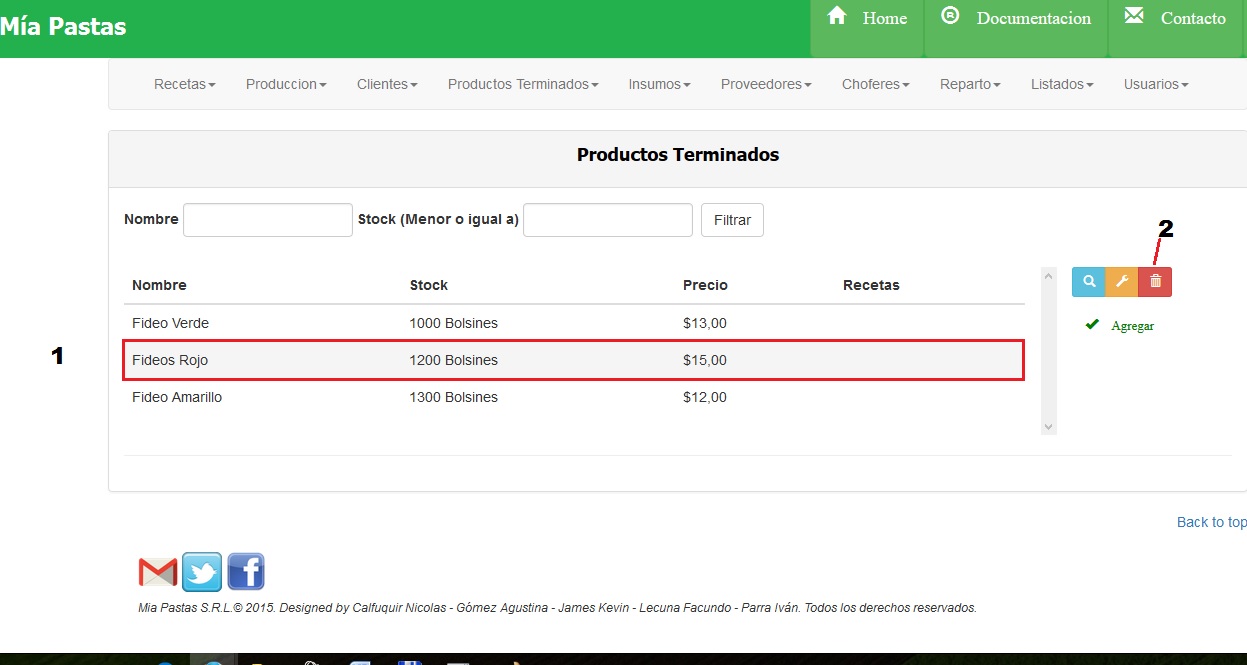 Mía Pastas
Home
Documentacion
Contacto
Recetas Produccion Clientes Productos Terminados Insumos Proveedores Choferes Reparto Listados Usuarios
Productos Terminados
Nombre Stock (Menor o igual a) Filtrar
2
Nombre Stock Precio Recetas
Fideo Verde 1000 Bolsines $13,00
Agregar
1
Fideos Rojo 1200 Bolsines $15,00
Fideo Amarillo 1300 Bolsines $12,00
Back to top
Mia Pastas S.R.L.© 2015. Designed by Calfuquir Nicolas - Gómez Agustina - James Kevin - Lecuna Facundo - Parra Iván. Todos los derechos reservados.